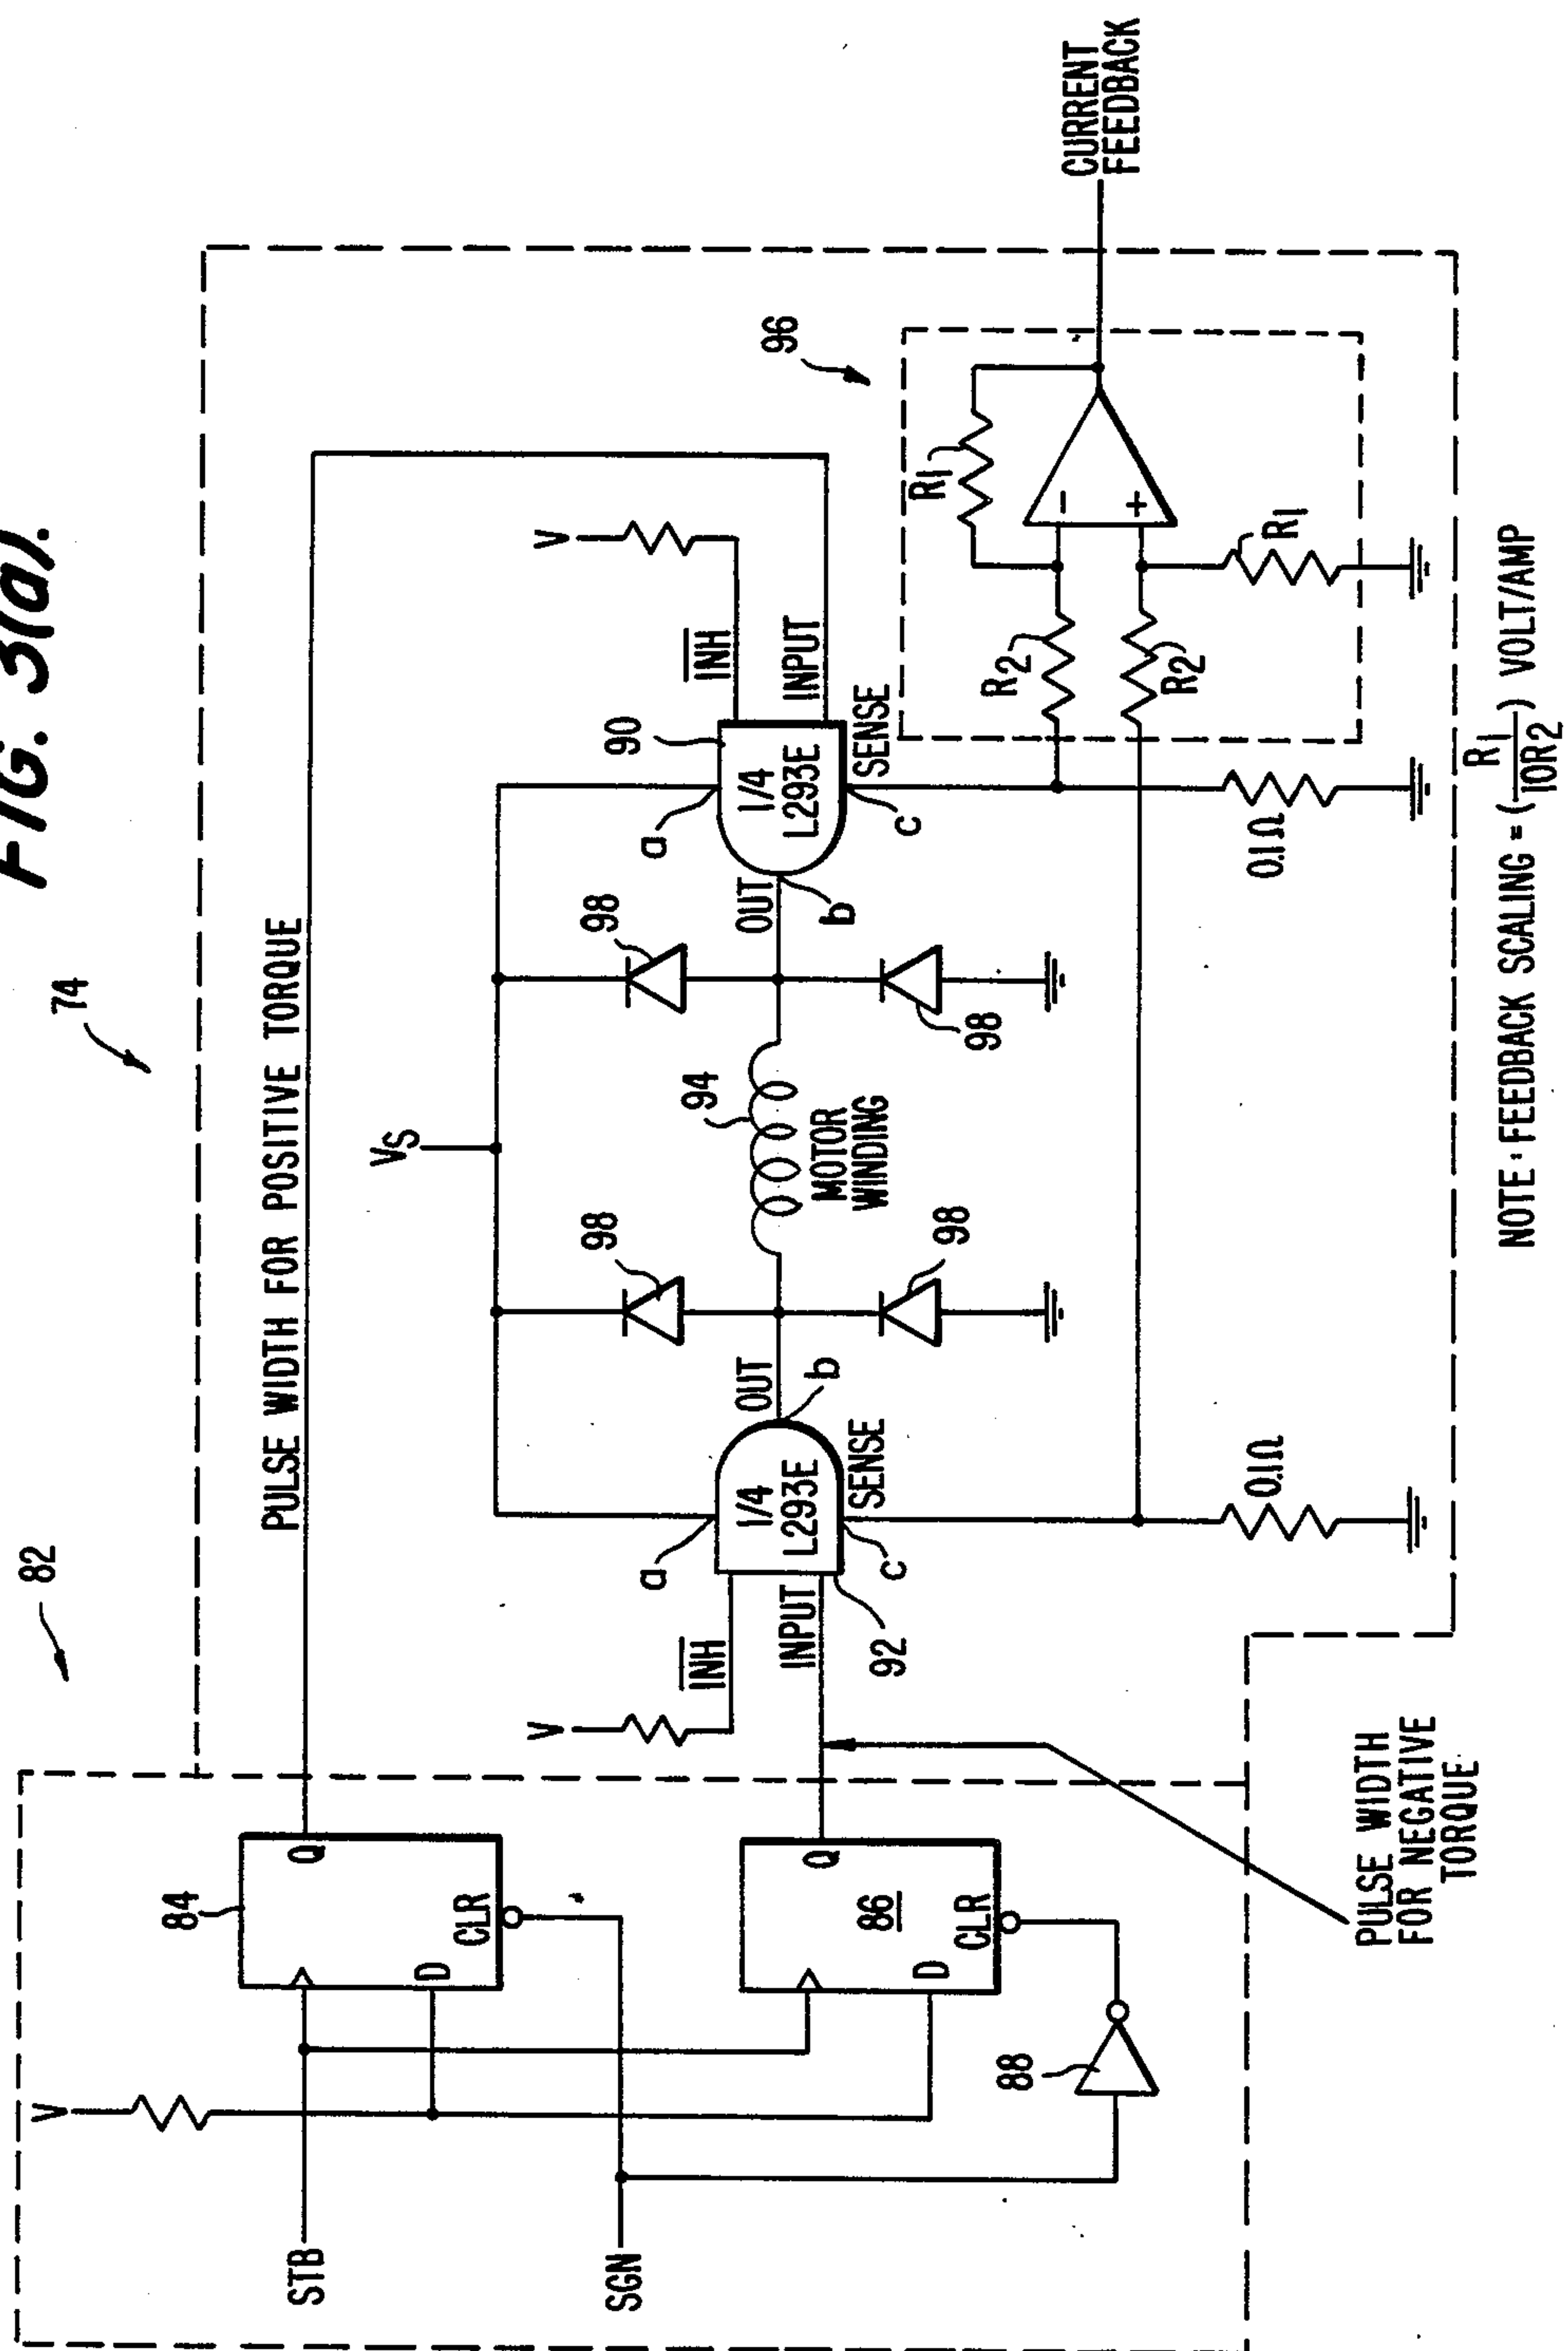 FIG. 3(a).
74
82
PULSE WIDTH FOR POSITIVE TORQUE
V
STB
SGN
84
Q
D
CLR
86
Q
D
CLR
88
PULSE WIDTH
FOR NEGATIVE
TORQUE
V
INH
INPUT
92
a
1/4
L293E
OUT
b
SENSE
c
0.1Ω
VS
98
98
94
MOTOR
WINDING
98
98
OUT
b
a
90
1/4
L293E
SENSE
c
V
INH
INPUT
0.1Ω
96
R2
R2
R1
R1
-
+
CURRENT
FEEDBACK
NOTE: FEEDBACK SCALING = (R1/10R2) VOLT/AMP